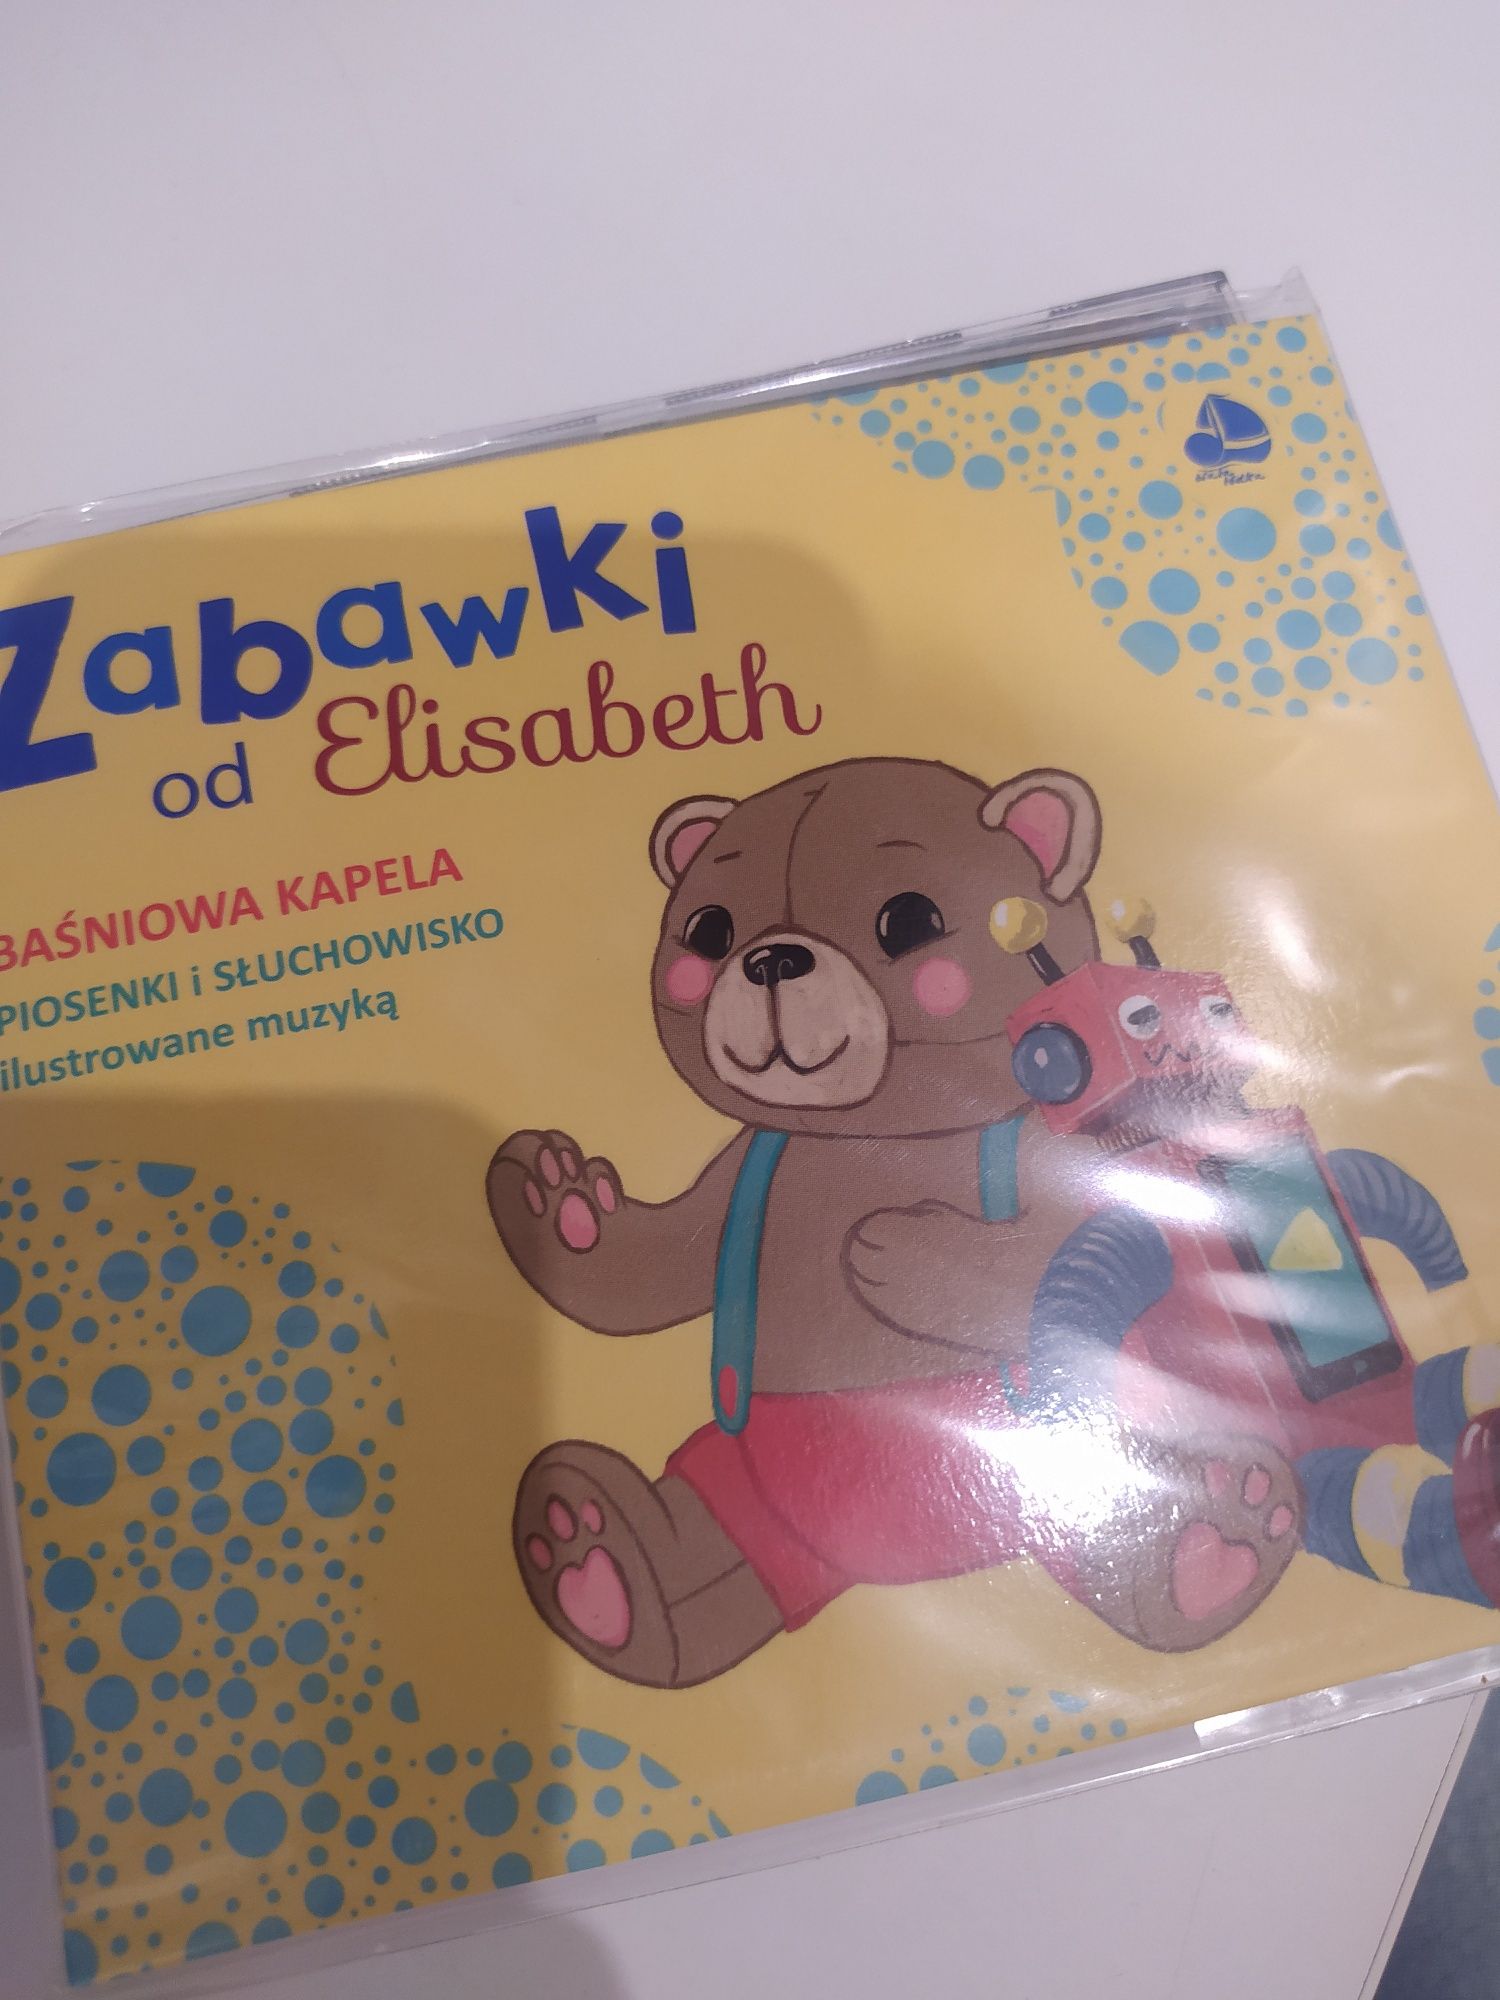 Zabawki
od Elisabeth
BAŚNIOWA KAPELA
PIOSENKI i SŁUCHOWISKO
ilustrowane muzyką